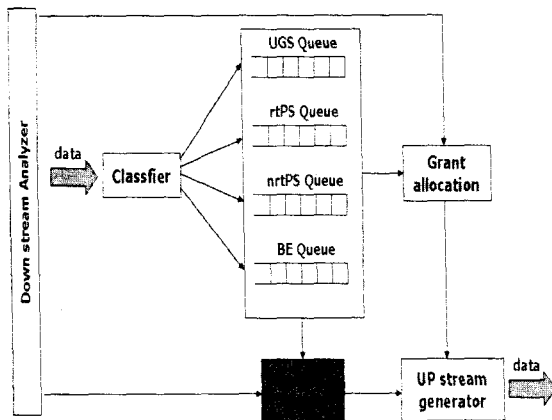 Down stream Analyzer
data
Classfier
UGS Queue
rtPS Queue
nrtPS Queue
BE Queue
Grant
allocation
UP stream
generator
data